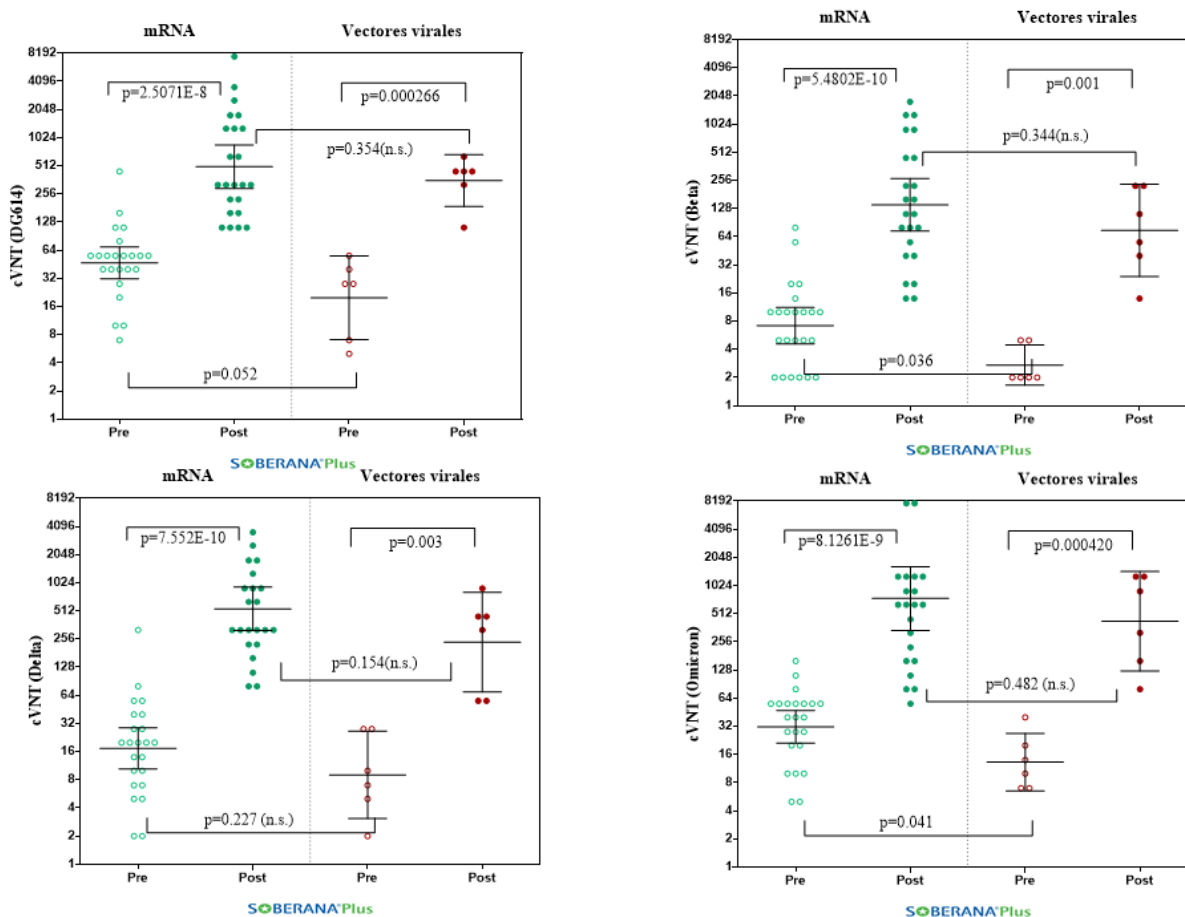 mRNA Vectores virales
cVNT (DG614)
8192
4096
2048
1024
512
256
128
64
32
16
8
4
2
1
p=2.5071E-8
p=0.000266
p=0.354(n.s.)
p=0.052
Pre Post Pre Post
SOBERANA Plus
mRNA Vectores virales
cVNT (Beta)
8192
4096
2048
1024
512
256
128
64
32
16
8
4
2
1
p=5.4802E-10
p=0.001
p=0.344(n.s.)
p=0.036
Pre Post Pre Post
SOBERANA Plus
mRNA Vectores virales
cVNT (Delta)
8192
4096
2048
1024
512
256
128
64
32
16
8
4
2
1
p=7.552E-10
p=0.003
p=0.154(n.s.)
p=0.227 (n.s.)
Pre Post Pre Post
SOBERANA Plus
mRNA Vectores virales
cVNT (Omicron)
8192
4096
2048
1024
512
256
128
64
32
16
8
4
2
1
p=8.1261E-9
p=0.000420
p=0.482 (n.s.)
p=0.041
Pre Post Pre Post
SOBERANA Plus